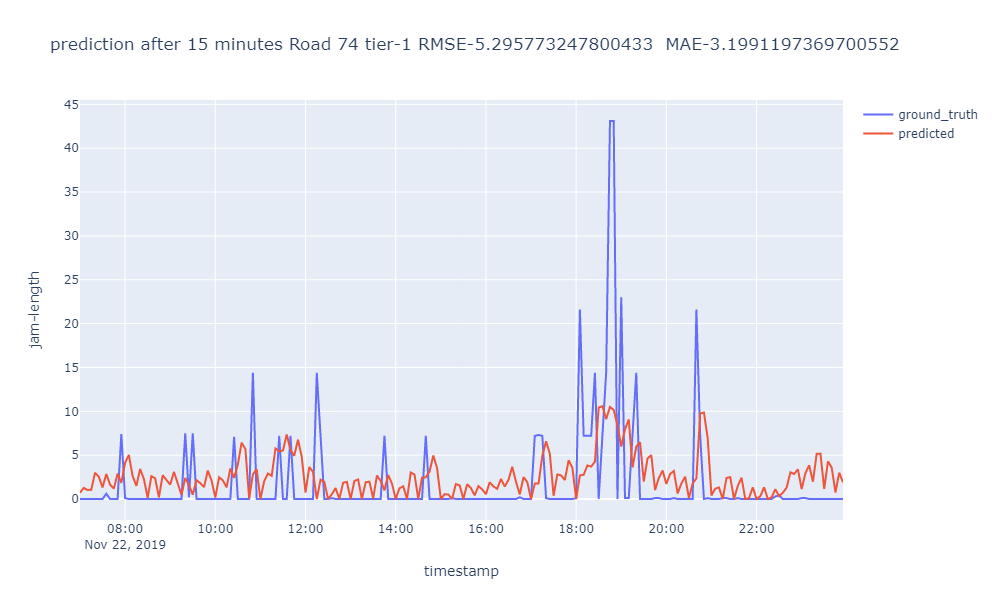 prediction after 15 minutes Road 74 tier-1 RMSE-5.295773247800433  MAE-3.1991197369700552
ground_truth
predicted
45
40
35
30
25
20
15
10
5
0
jam-length
08:00 10:00 12:00 14:00 16:00 18:00 20:00 22:00
Nov 22, 2019
timestamp